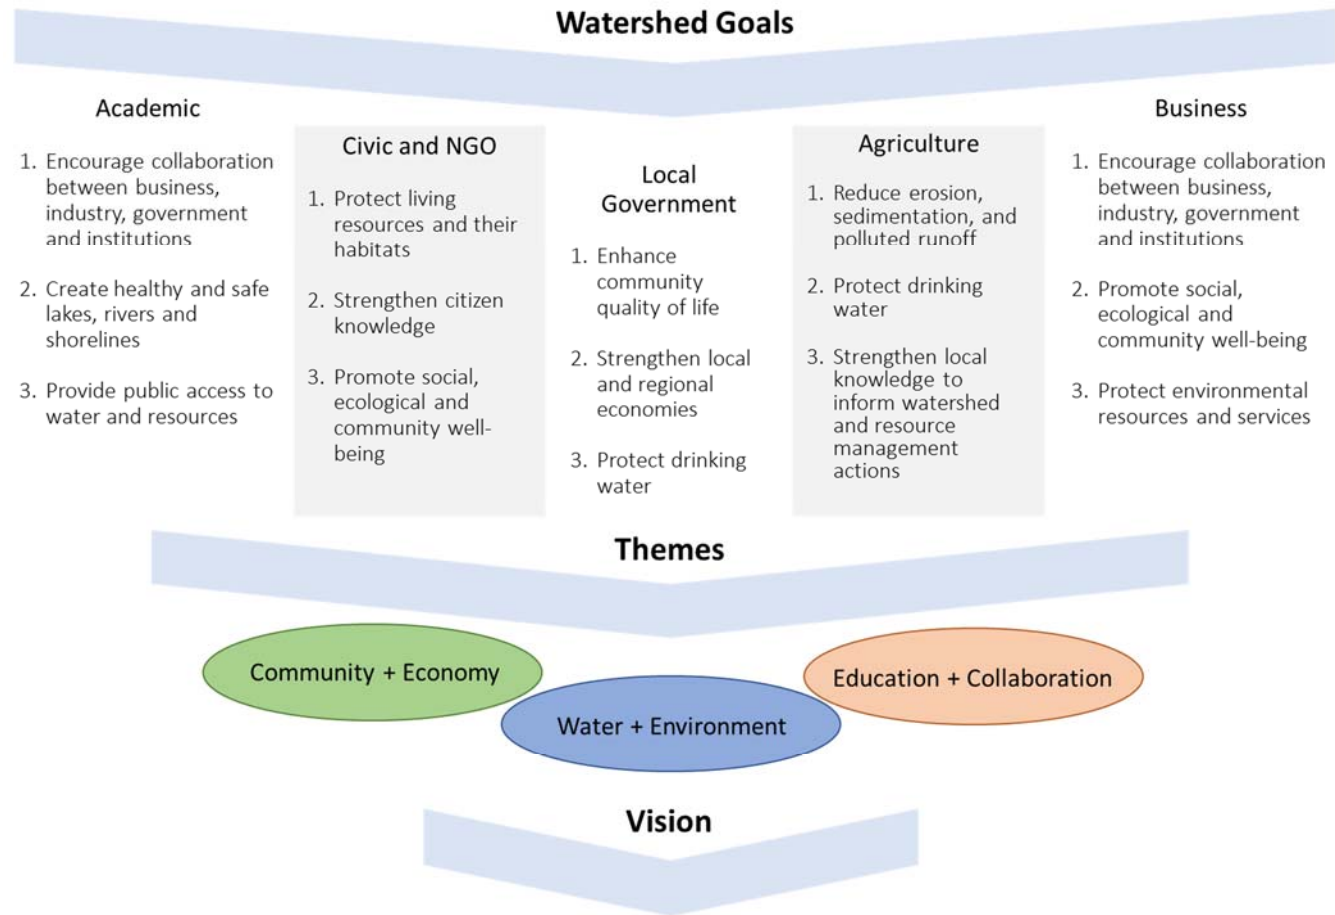 Watershed Goals
Academic
1. Encourage collaboration
between business,
industry, government
and institutions
2. Create healthy and safe
lakes, rivers and
shorelines
3. Provide public access to
water and resources
Civic and NGO
1. Protect living
resources and their
habitats
2. Strengthen citizen
knowledge
3. Promote social,
ecological and
community well-
being
Local
Government
1. Enhance
community
quality of life
2. Strengthen local
and regional
economies
3. Protect drinking
water
Agriculture
1. Reduce erosion,
sedimentation, and
polluted runoff
2. Protect drinking
water
3. Strengthen local
knowledge to
inform watershed
and resource
management
actions
Business
1. Encourage collaboration
between business,
industry, government
and institutions
2. Promote social,
ecological and
community well-being
3. Protect environmental
resources and services
Themes
Community + Economy
Water + Environment
Education + Collaboration
Vision